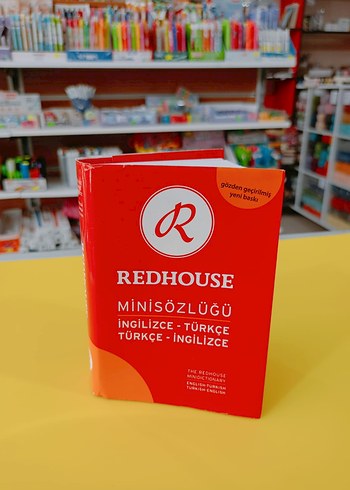 gözden geçirilmiş
yeni baskı
R
REDHOUSE
MİNİSÖZLÜĞÜ
İNGİLİZCE - TÜRKÇE
TÜRKÇE - İNGİLİZCE
THE REDHOUSE
MINIDICTIONARY
ENGLISH-TURKISH
TURKISH-ENGLISH